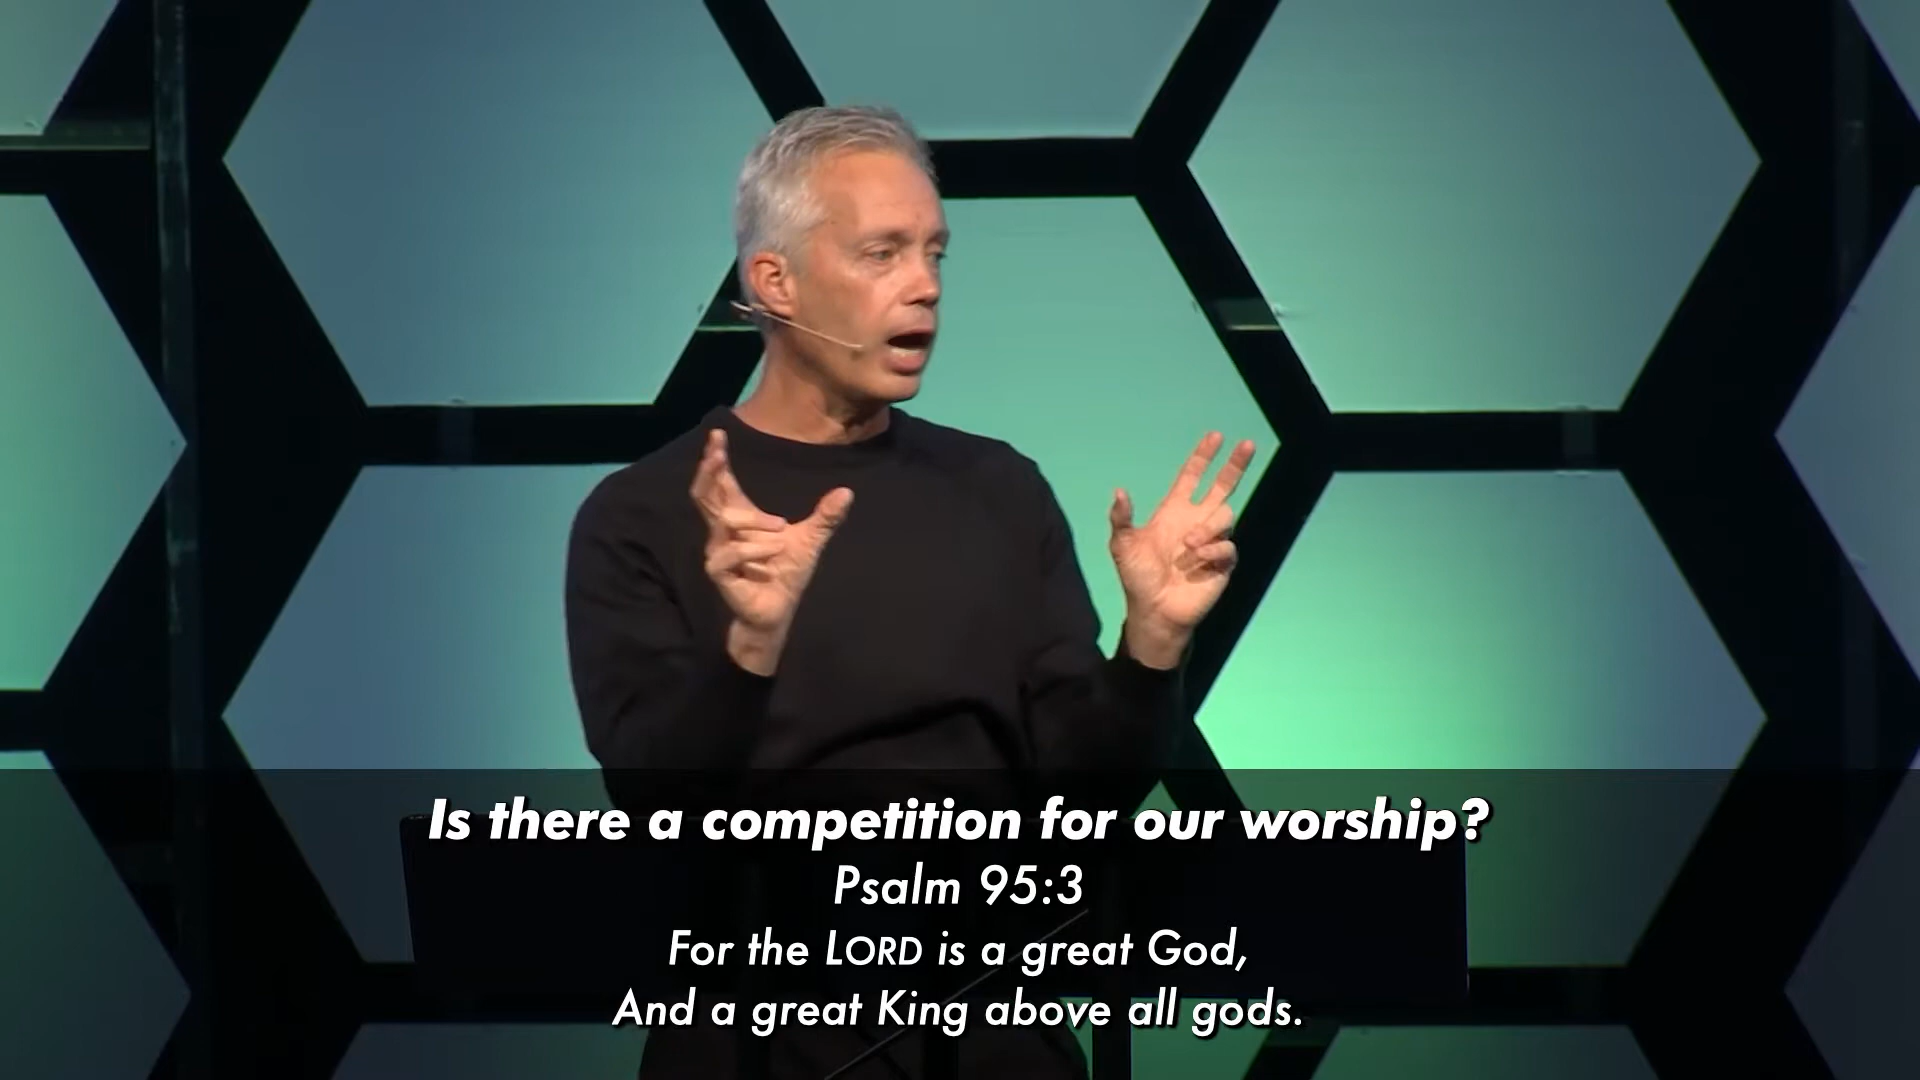 Is there a competition for our worship?
Psalm 95:3
For the LORD is a great God,
And a great King above all gods.